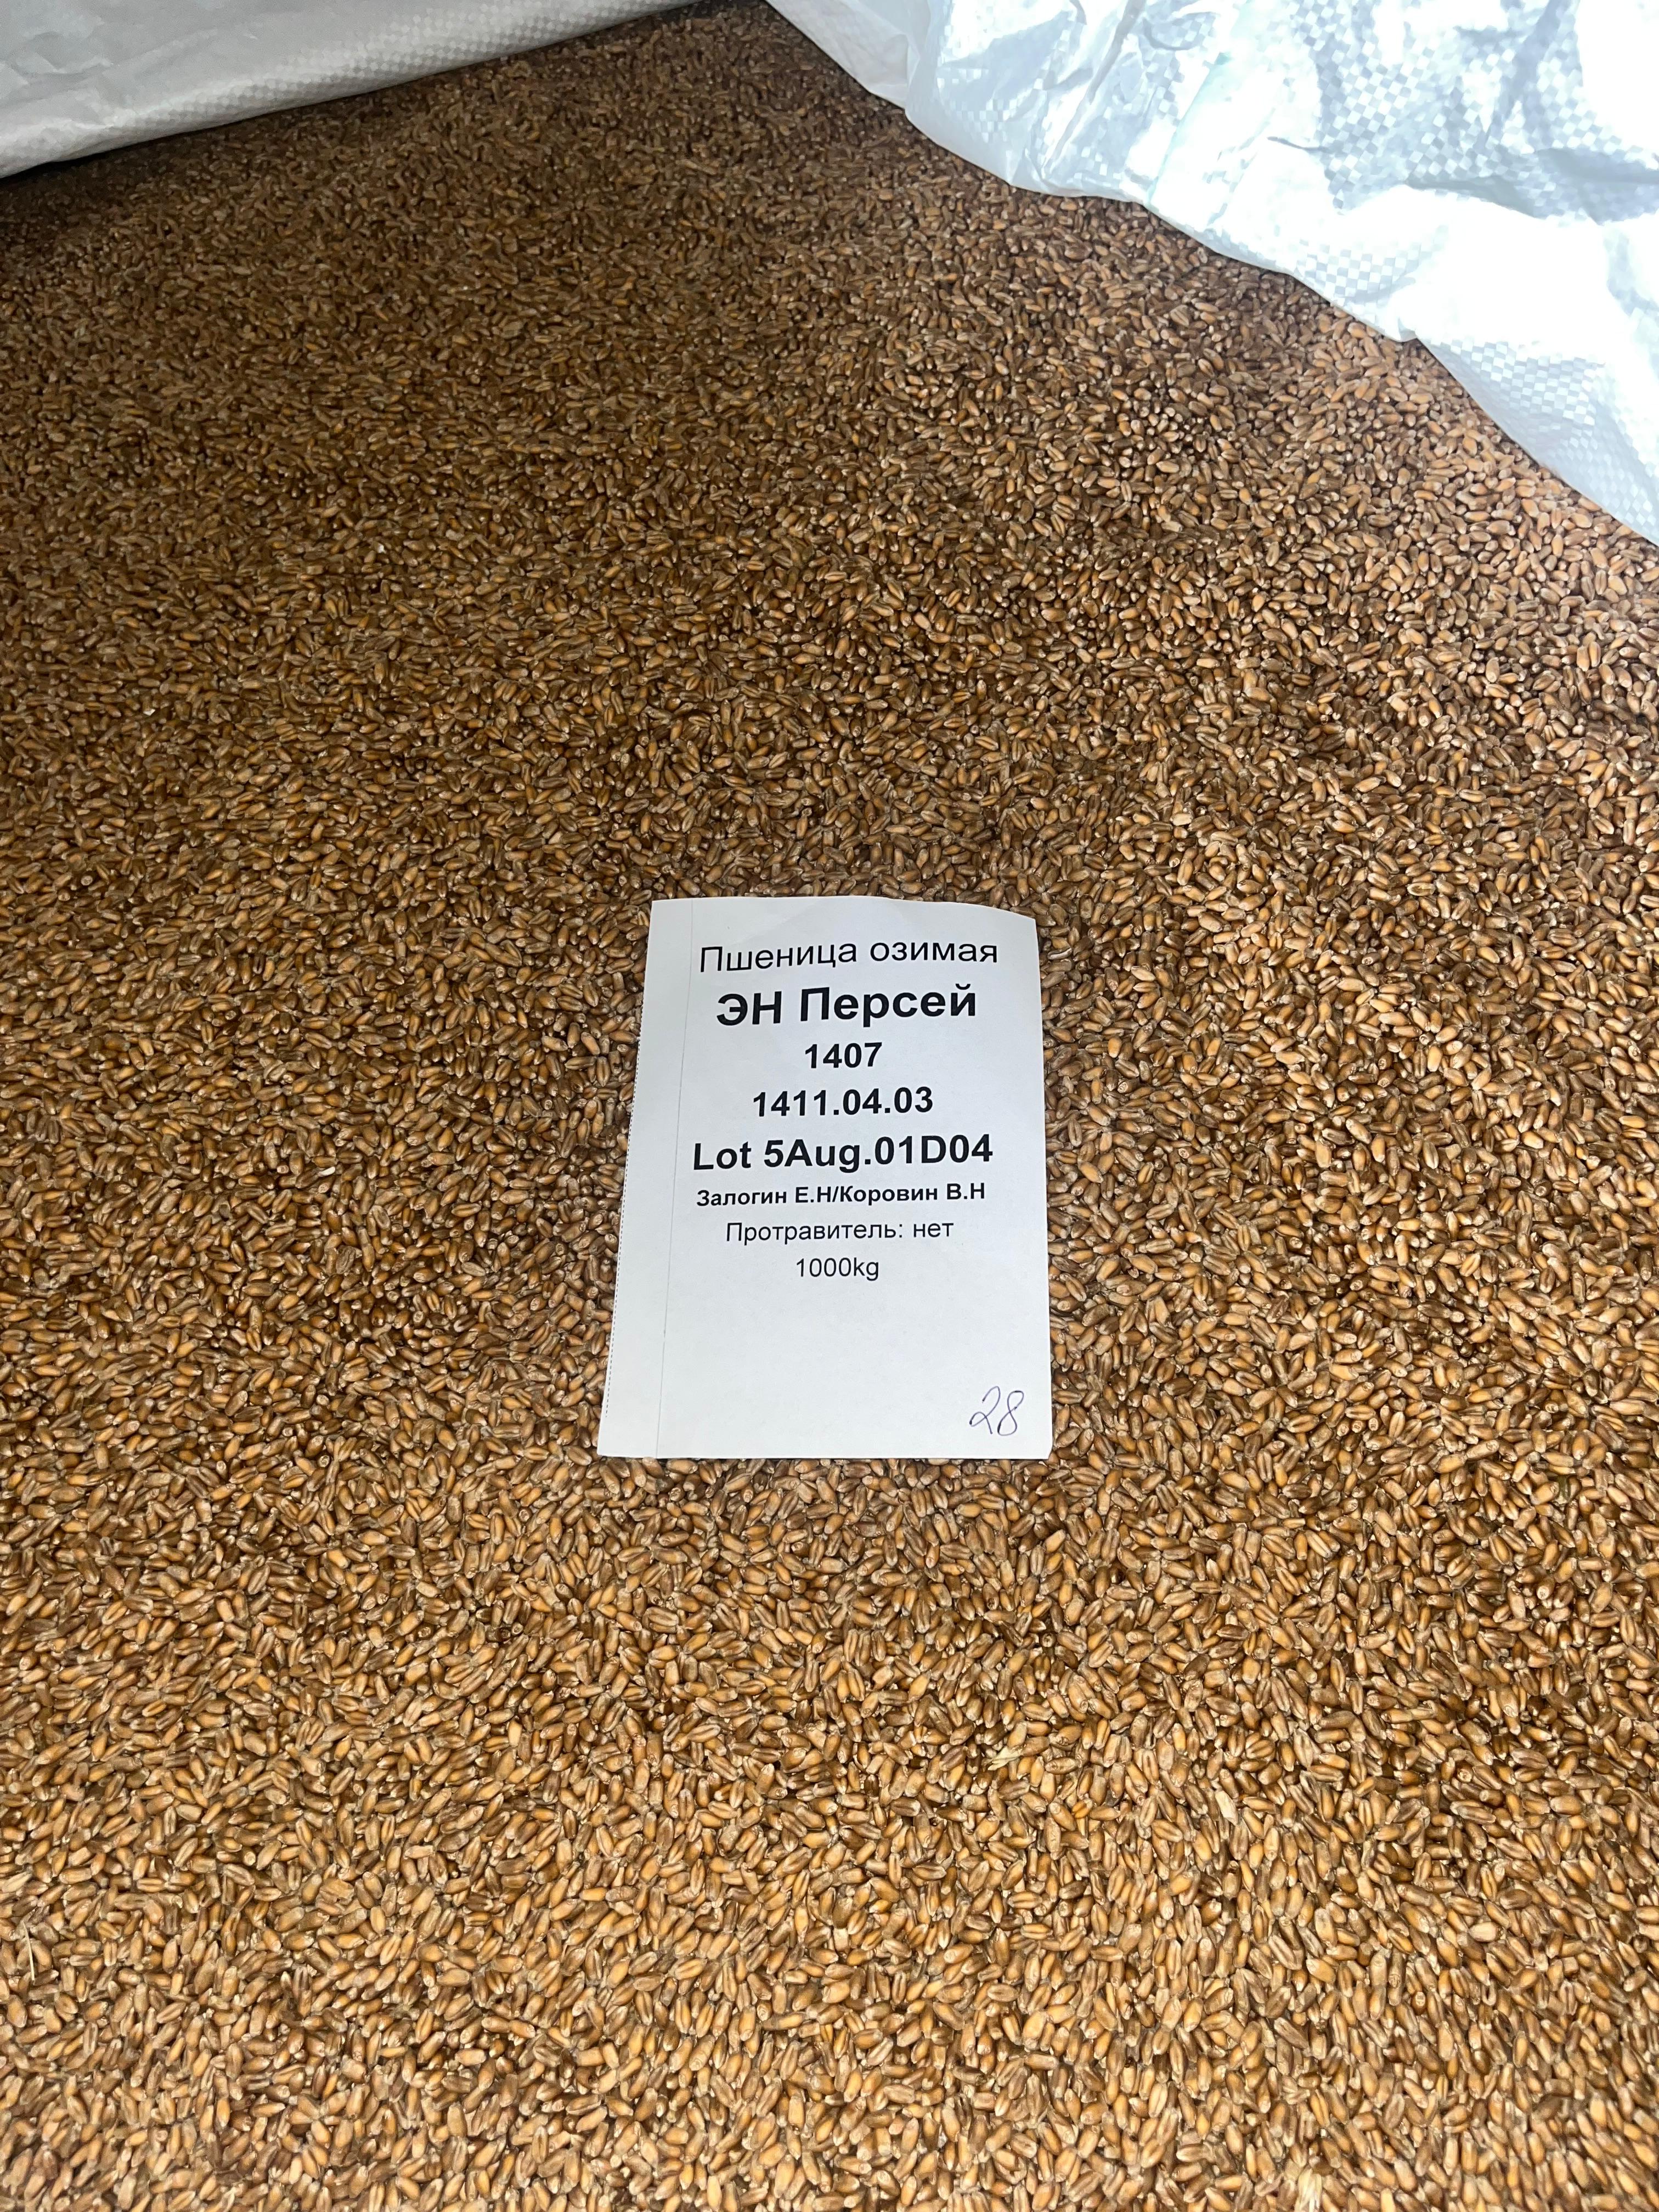 Пшеница озимая
ЭН Персей
1407
1411.04.03
Lot 5Aug.01D04
Залогин Е.Н/Коровин В.Н
Протравитель: нет
1000kg
28